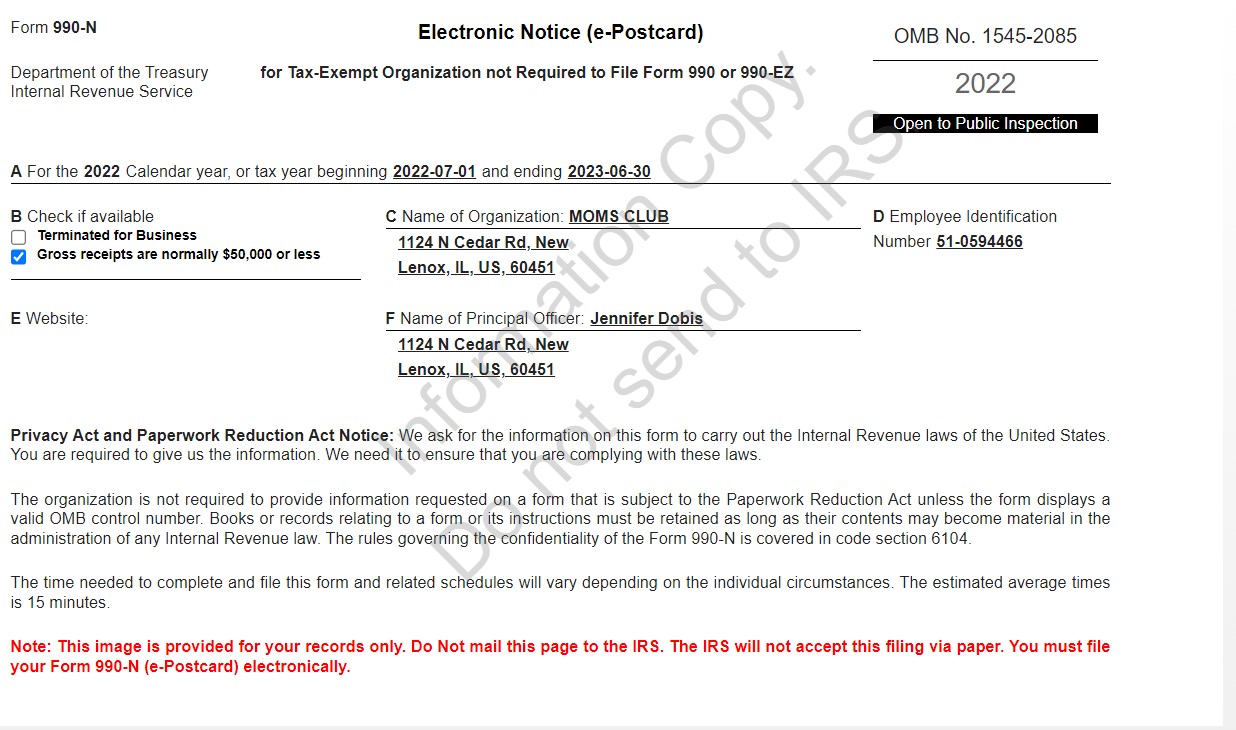 Form 990-N
Electronic Notice (e-Postcard)
OMB No. 1545-2085
Department of the Treasury
Internal Revenue Service
for Tax-Exempt Organization not Required to File Form 990 or 990-EZ
2022
Open to Public Inspection
A For the 2022 Calendar year, or tax year beginning 2022-07-01 and ending 2023-06-30
B Check if available
Terminated for Business
Gross receipts are normally $50,000 or less
C Name of Organization: MOMS CLUB
1124 N Cedar Rd, New
Lenox, IL, US, 60451
D Employee Identification
Number 51-0594466
E Website:
F Name of Principal Officer: Jennifer Dobis
1124 N Cedar Rd, New
Lenox, IL, US, 60451
Privacy Act and Paperwork Reduction Act Notice: We ask for the information on this form to carry out the Internal Revenue laws of the United States.
You are required to give us the information. We need it to ensure that you are complying with these laws.
The organization is not required to provide information requested on a form that is subject to the Paperwork Reduction Act unless the form displays a
valid OMB control number. Books or records relating to a form or its instructions must be retained as long as their contents may become material in the
administration of any Internal Revenue law. The rules governing the confidentiality of the Form 990-N is covered in code section 6104.
The time needed to complete and file this form and related schedules will vary depending on the individual circumstances. The estimated average times
is 15 minutes.
Note: This image is provided for your records only. Do Not mail this page to the IRS. The IRS will not accept this filing via paper. You must file
your Form 990-N (e-Postcard) electronically.
Information Copy.
Do not send to IRS